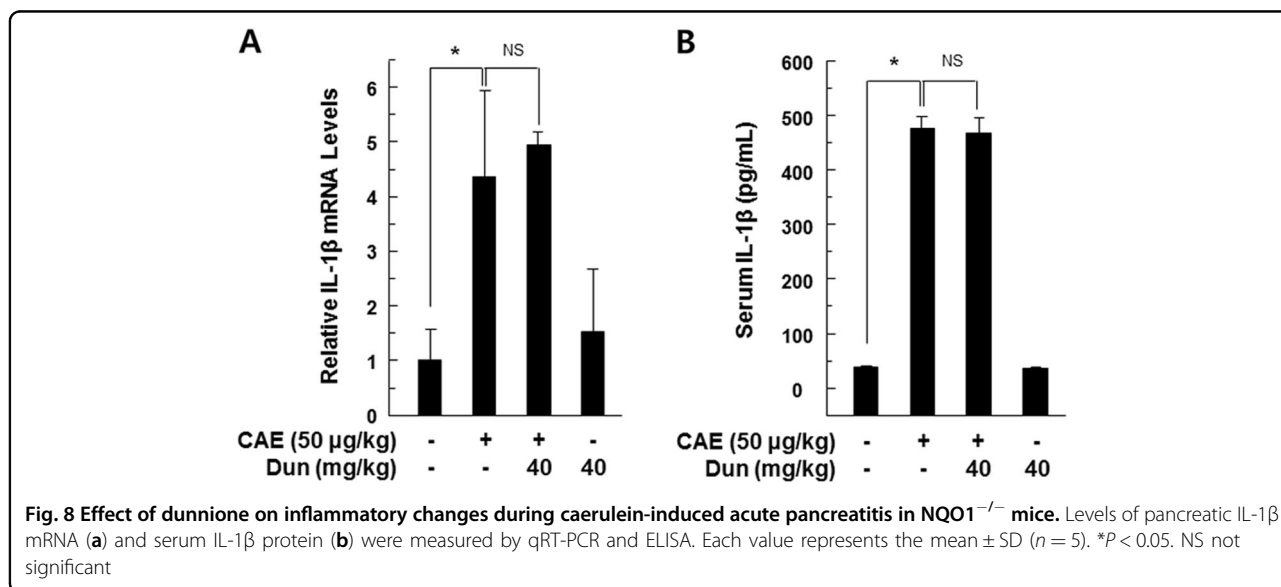 A
* NS
Relative IL-1β mRNA Levels
6
5
4
3
2
1
0
CAE (50 µg/kg) - + + -
Dun (mg/kg) - - 40 40
B
* NS
Serum IL-1β (pg/mL)
600
500
400
300
200
100
0
CAE (50 µg/kg) - + + -
Dun (mg/kg) - - 40 40
Fig. 8 Effect of dunnione on inflammatory changes during caerulein-induced acute pancreatitis in NQO1−/− mice. Levels of pancreatic IL-1β
mRNA (a) and serum IL-1β protein (b) were measured by qRT-PCR and ELISA. Each value represents the mean ± SD (n = 5). *P < 0.05. NS not
significant